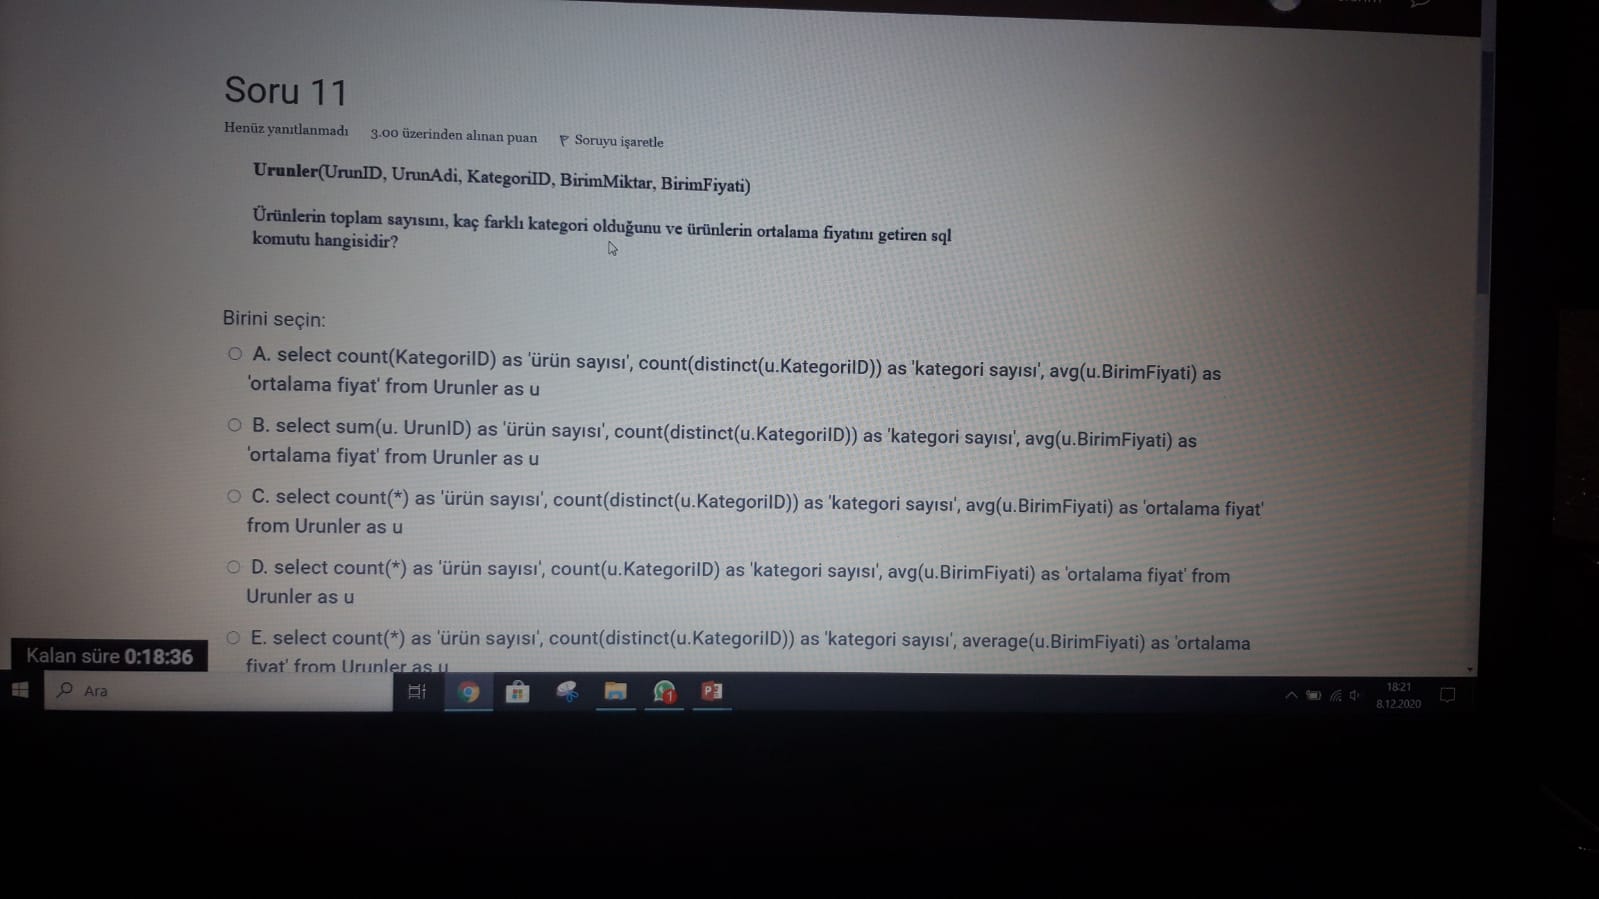 Soru 11
Henüz yanıtlanmadı 3.00 üzerinden alınan puan Soruyu işaretle
Urunler(UrunID, UrunAdi, KategoriID, BirimMiktar, BirimFiyati)
Ürünlerin toplam sayısını, kaç farklı kategori olduğunu ve ürünlerin ortalama fiyatını getiren sql
komutu hangisidir?
Birini seçin:
A. select count(KategoriID) as 'ürün sayısı', count(distinct(u.KategoriID)) as 'kategori sayısı', avg(u.BirimFiyati) as
'ortalama fiyat' from Urunler as u
B. select sum(u. UrunID) as 'ürün sayısı', count(distinct(u.KategoriID)) as 'kategori sayısı', avg(u.BirimFiyati) as
'ortalama fiyat' from Urunler as u
C. select count(*) as 'ürün sayısı', count(distinct(u.KategoriID)) as 'kategori sayısı', avg(u.BirimFiyati) as 'ortalama fiyat'
from Urunler as u
D. select count(*) as 'ürün sayısı', count(u.KategoriID) as 'kategori sayısı', avg(u.BirimFiyati) as 'ortalama fiyat' from
Urunler as u
E. select count(*) as 'ürün sayısı', count(distinct(u.KategoriID)) as 'kategori sayısı', average(u.BirimFiyati) as 'ortalama
fiyat' from Urunler as u
Kalan süre 0:18:36
Ara
1
18:21
8.12.2020